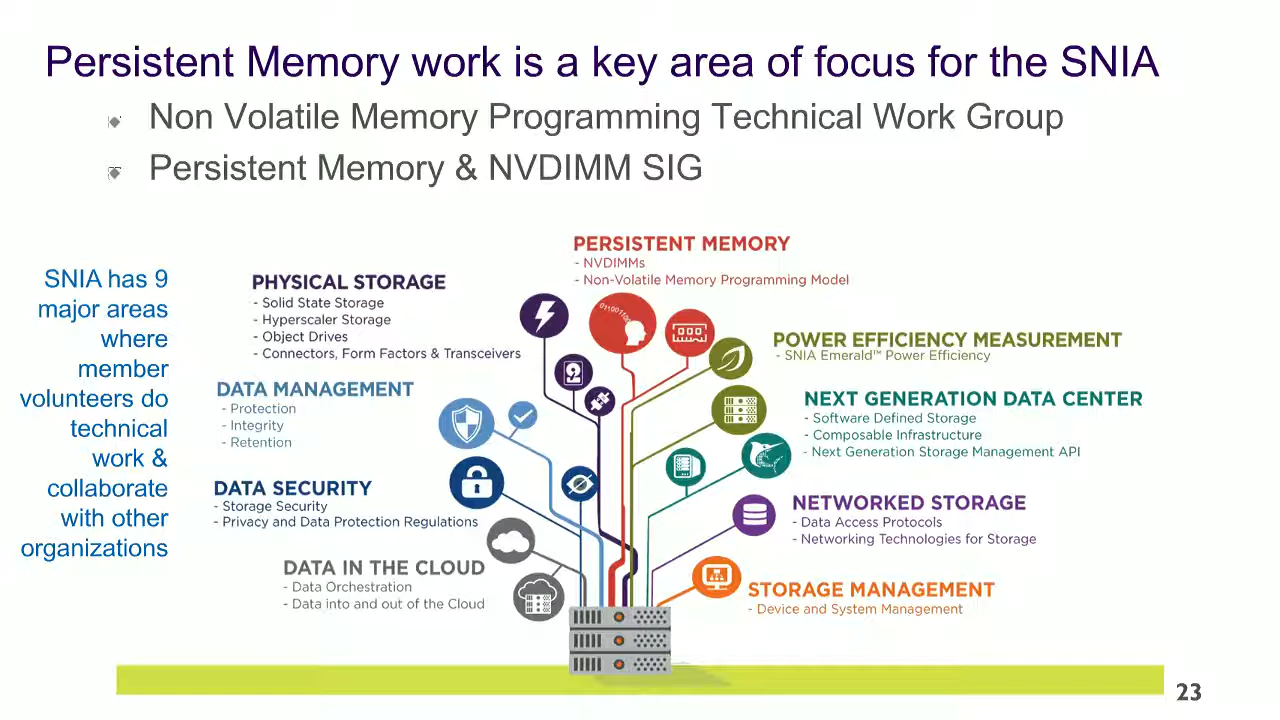 Persistent Memory work is a key area of focus for the SNIA
Non Volatile Memory Programming Technical Work Group
Persistent Memory & NVDIMM SIG
SNIA has 9
major areas
where
member
volunteers do
technical
work &
collaborate
with other
organizations
PERSISTENT MEMORY
- NVDIMMs
- Non-Volatile Memory Programming Model
PHYSICAL STORAGE
- Solid State Storage
- Hyperscaler Storage
- Object Drives
- Connectors, Form Factors & Transceivers
DATA MANAGEMENT
- Protection
- Integrity
- Retention
DATA SECURITY
- Storage Security
- Privacy and Data Protection Regulations
DATA IN THE CLOUD
- Data Orchestration
- Data into and out of the Cloud
POWER EFFICIENCY MEASUREMENT
- SNIA Emerald™ Power Efficiency
NEXT GENERATION DATA CENTER
- Software Defined Storage
- Composable Infrastructure
- Next Generation Storage Management API
NETWORKED STORAGE
- Data Access Protocols
- Networking Technologies for Storage
STORAGE MANAGEMENT
- Device and System Management
23